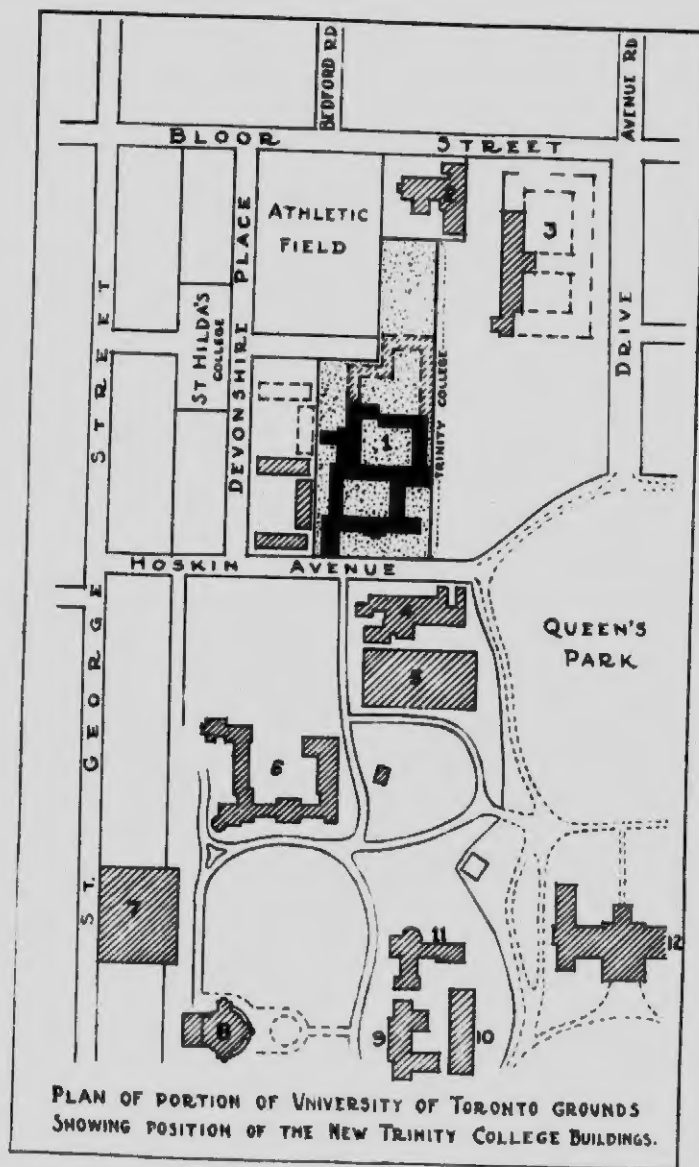 BEDFORD RD
AVENUE RD
BLOOR STREET
2
ATHLETIC
FIELD
3
DEVONSHIRE PLACE
ST HILDA'S
COLLEGE
DRIVE
TRINITY COLLEGE
1
HOSKIN AVENUE
4
QUEEN'S
PARK
5
ST. GEORGE STREET
6
7
11
12
8
9
10
PLAN OF PORTION OF UNIVERSITY OF TORONTO GROUNDS
SHOWING POSITION OF THE NEW TRINITY COLLEGE BUILDINGS.